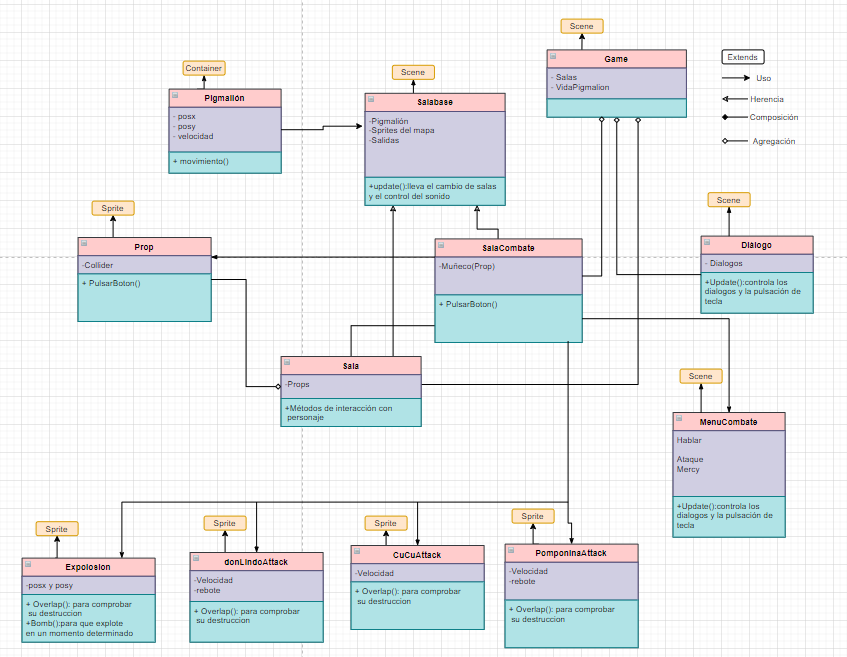 Scene
Game
- Salas
- VidaPigmalion
Extends
Uso
Herencia
Composición
Agregación
Container
Pigmalión
- posx
- posy
- velocidad
+ movimiento()
Scene
Salabase
-Pigmalión
-Sprites del mapa
-Salidas
+update():lleva el cambio de salas
y el control del sonido
Sprite
Prop
-Collider
+ PulsarBoton()
SalaCombate
-Muñeco(Prop)
+ PulsarBoton()
Scene
Diálogo
- Dialogos
+Update():controla los
dialogos y la pulsación de
tecla
Sala
-Props
+Métodos de interacción con
personaje
Scene
MenuCombate
Hablar
Ataque
Mercy
+Update():controla los
dialogos y la pulsación de
tecla
Sprite
Expolosion
-posx y posy
+ Overlap(): para comprobar
su destruccion
+Bomb():para que explote
en un momento determinado
Sprite
donLindoAttack
-Velocidad
-rebote
+ Overlap(): para comprobar
su destruccion
Sprite
CuCuAttack
-Velocidad
+ Overlap(): para comprobar
su destruccion
Sprite
PomponinaAttack
-Velocidad
-rebote
+ Overlap(): para comprobar
su destruccion